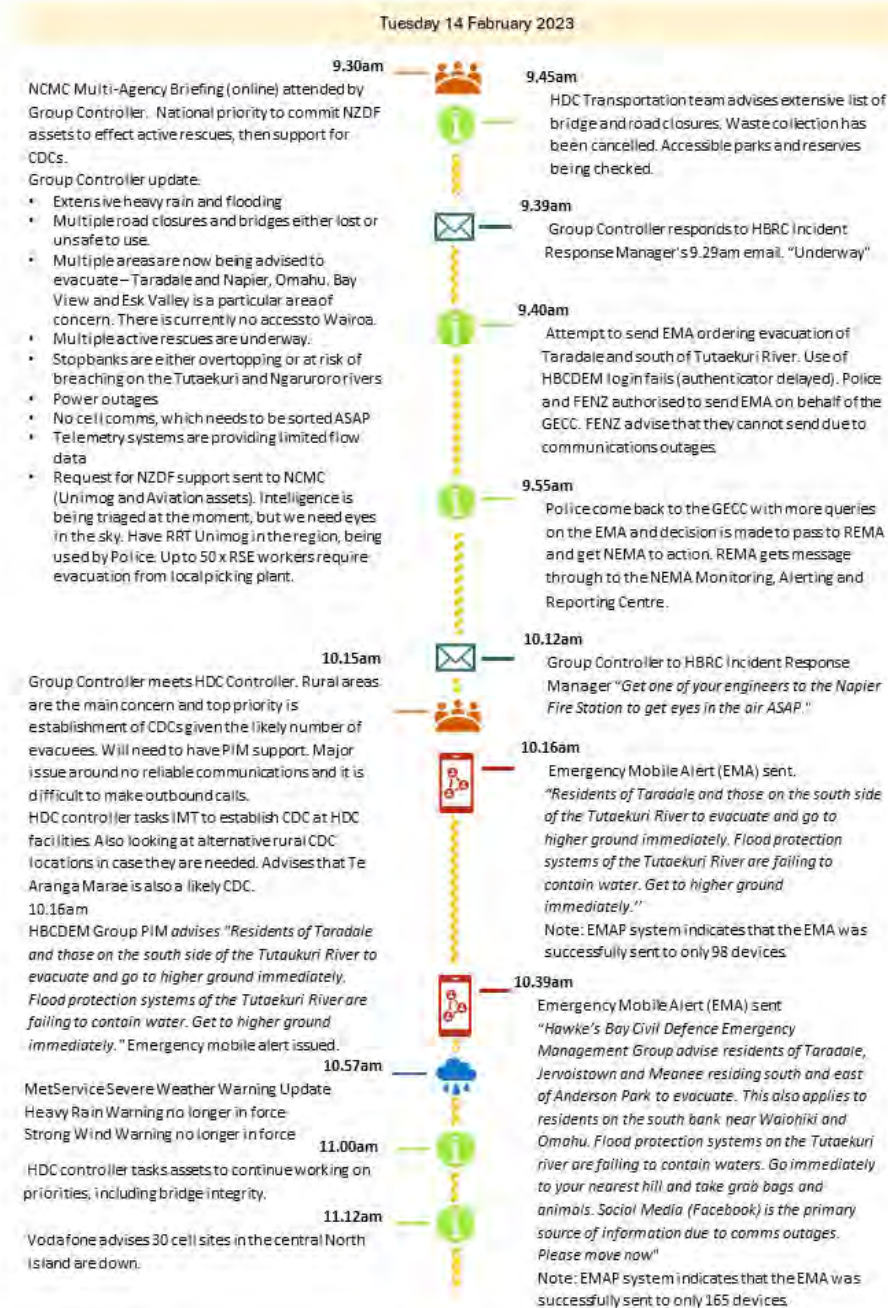 Tuesday 14 February 2023
9.30am
NCMC Multi-Agency Briefing (online) attended by
Group Controller. National priority to commit NZDF
assets to effect active rescues, then support for
CDCs.
Group Controller update:
• Extensive heavy rain and flooding
• Multiple road closures and bridges either lost or
unsafe to use.
• Multiple areas are now being advised to
evacuate – Taradale and Napier, Omahu. Bay
View and Esk Valley is a particular area of
concern. There is currently no access to Wairoa.
• Multiple active rescues are underway.
• Stopbanks are either overtopping or at risk of
breaching on the Tutaekuri and Ngaruroro rivers
• Power outages
• No cell comms, which needs to be sorted ASAP
• Telemetry systems are providing limited flow
data
• Request for NZDF support sent to NCMC
(Unimog and Aviation assets). Intelligence is
being triaged at the moment, but we need eyes
in the sky. Have RRT Unimog in the region, being
used by Police. Up to 50 x RSE workers require
evacuation from local picking plant.
9.45am
HDC Transportation team advises extensive list of
bridge and road closures. Waste collection has
been cancelled. Accessible parks and reserves
being checked.
9.39am
Group Controller responds to HBRC Incident
Response Manager's 9.29am email. "Underway"
9.40am
Attempt to send EMA ordering evacuation of
Taradale and south of Tutaekuri River. Use of
HBCDEM login fails (authenticator delayed). Police
and FENZ authorised to send EMA on behalf of the
GECC. FENZ advise that they cannot send due to
communications outages.
9.55am
Police come back to the GECC with more queries
on the EMA and decision is made to pass to REMA
and get NEMA to action. REMA gets message
through to the NEMA Monitoring, Alerting and
Reporting Centre.
10.12am
Group Controller to HBRC Incident Response
Manager "Get one of your engineers to the Napier
Fire Station to get eyes in the air ASAP."
10.15am
Group Controller meets HDC Controller. Rural areas
are the main concern and top priority is
establishment of CDCs given the likely number of
evacuees. Will need to have PIM support. Major
issue around no reliable communications and it is
difficult to make outbound calls.
HDC controller tasks IMT to establish CDC at HDC
facilities. Also looking at alternative rural CDC
locations in case they are needed. Advises that Te
Aranga Marae is also a likely CDC.
10.16am
HBCDEM Group PIM advises "Residents of Taradale
and those on the south side of the Tutaukuri River to
evacuate and go to higher ground immediately.
Flood protection systems of the Tutaekuri River are
failing to contain water. Get to higher ground
immediately." Emergency mobile alert issued.
10.16am
Emergency Mobile Alert (EMA) sent.
"Residents of Taradale and those on the south side
of the Tutaekuri River to evacuate and go to
higher ground immediately. Flood protection
systems of the Tutaekuri River are failing to
contain water. Get to higher ground
immediately."
Note: EMAP system indicates that the EMA was
successfully sent to only 98 devices.
10.39am
Emergency Mobile Alert (EMA) sent
"Hawke's Bay Civil Defence Emergency
Management Group advise residents of Taradale,
Jervoistown and Meanee residing south and east
of Anderson Park to evacuate. This also applies to
residents on the south bank near Waiohiki and
Omahu. Flood protection systems on the Tutaekuri
river are failing to contain waters. Go immediately
to your nearest hill and take grab bags and
animals. Social Media (Facebook) is the primary
source of information due to comms outages.
Please move now"
Note: EMAP system indicates that the EMA was
successfully sent to only 165 devices.
10.57am
MetService Severe Weather Warning Update
Heavy Rain Warning no longer in force
Strong Wind Warning no longer in force
11.00am
HDC controller tasks assets to continue working on
priorities, including bridge integrity.
11.12am
Vodafone advises 30 cell sites in the central North
Island are down.